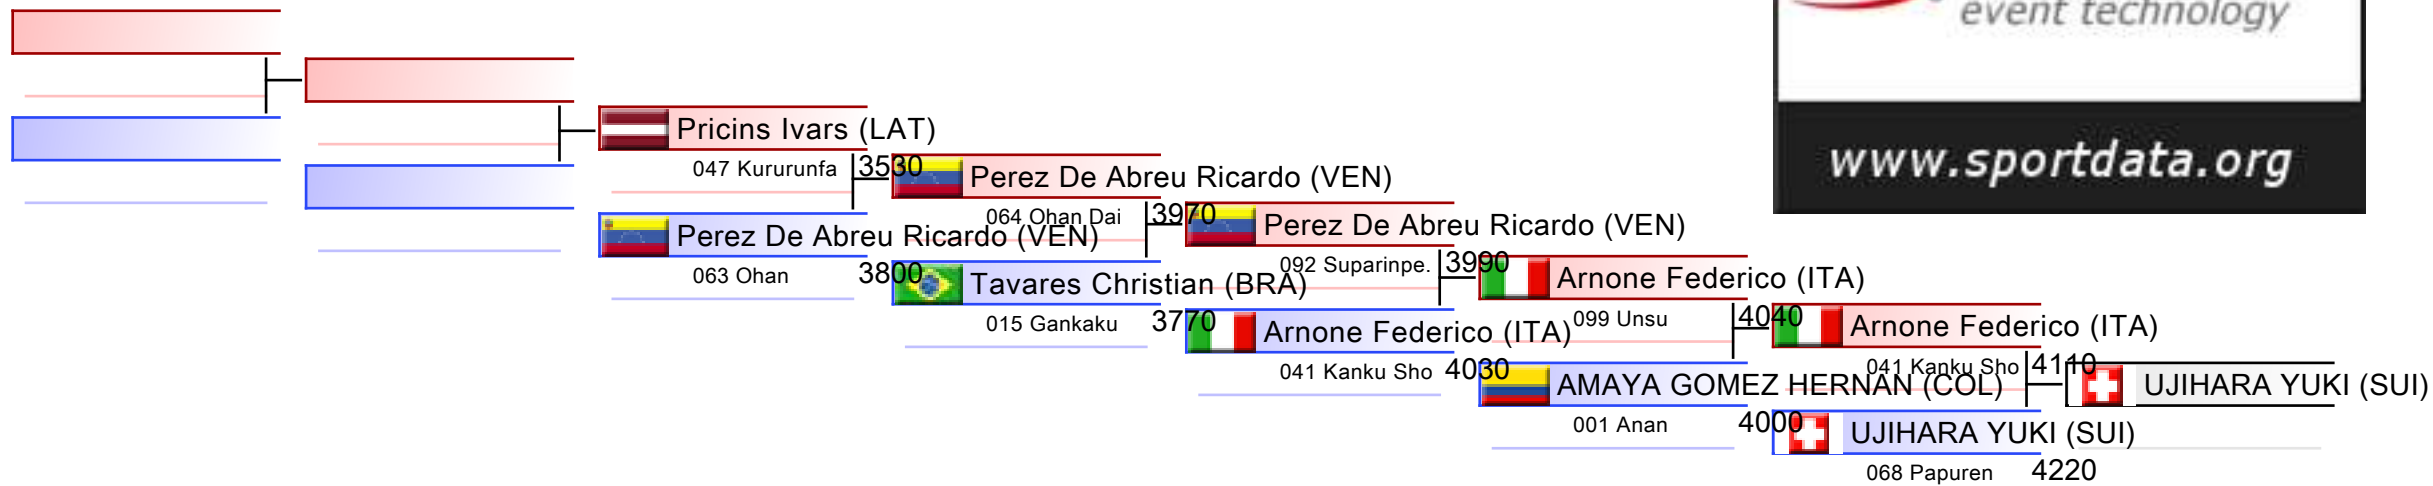 event technology
www.sportdata.org
Pricins Ivars (LAT)
047 Kururunfa 3530
Perez De Abreu Ricardo (VEN)
063 Ohan 3800
Perez De Abreu Ricardo (VEN)
064 Ohan Dai 3970
Tavares Christian (BRA)
015 Gankaku 3770
Perez De Abreu Ricardo (VEN)
092 Suparinpe. 3990
Arnone Federico (ITA)
041 Kanku Sho 4030
Arnone Federico (ITA)
099 Unsu 4040
AMAYA GOMEZ HERNAN (COL)
001 Anan 4000
Arnone Federico (ITA)
041 Kanku Sho 4110
UJIHARA YUKI (SUI)
068 Papuren 4220
UJIHARA YUKI (SUI)